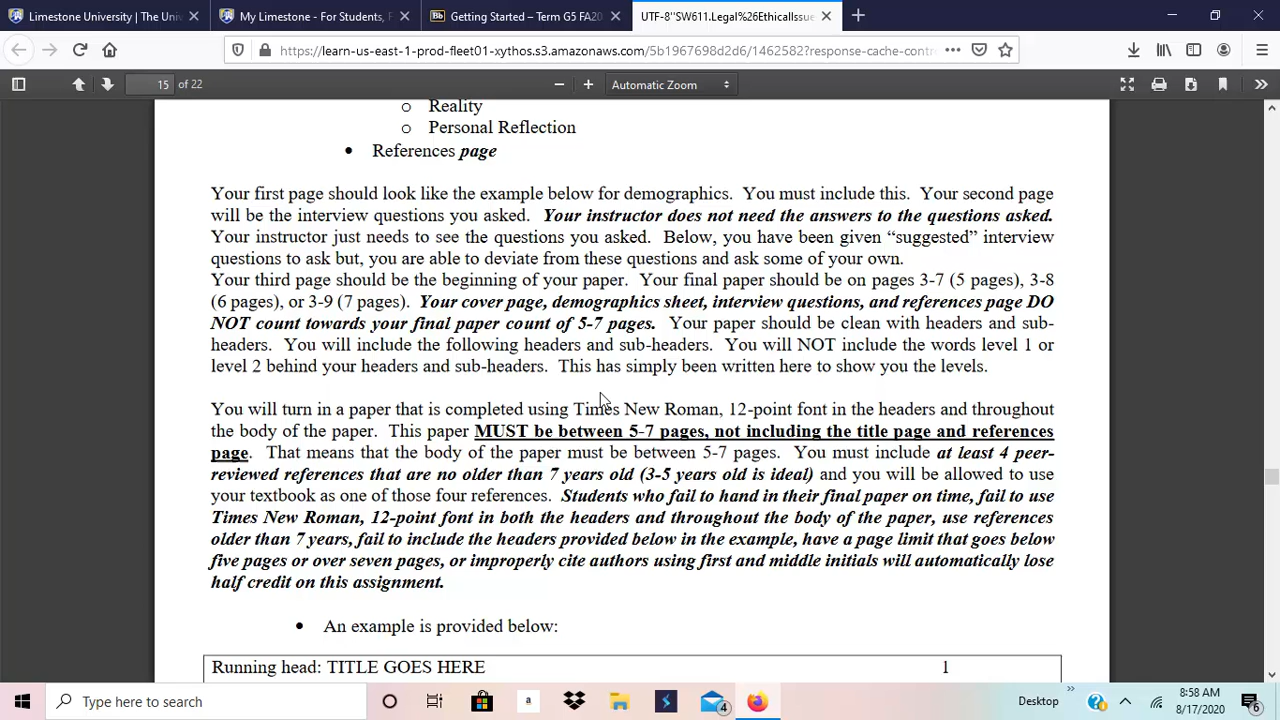 Limestone University | The Uni
My Limestone - For Students, F
Bb Getting Started – Term G5 FA20
UTF-8''SW611.Legal%26EthicalIssue
https://learn-us-east-1-prod-fleet01-xythos.s3.amazonaws.com/5b1967698d2d6/1462582?response-cache-contr
15 of 22
Automatic Zoom
o Reality
o Personal Reflection
• References page
Your first page should look like the example below for demographics. You must include this. Your second page
will be the interview questions you asked. Your instructor does not need the answers to the questions asked.
Your instructor just needs to see the questions you asked. Below, you have been given “suggested” interview
questions to ask but, you are able to deviate from these questions and ask some of your own.
Your third page should be the beginning of your paper. Your final paper should be on pages 3-7 (5 pages), 3-8
(6 pages), or 3-9 (7 pages). Your cover page, demographics sheet, interview questions, and references page DO
NOT count towards your final paper count of 5-7 pages. Your paper should be clean with headers and sub-
headers. You will include the following headers and sub-headers. You will NOT include the words level 1 or
level 2 behind your headers and sub-headers. This has simply been written here to show you the levels.
You will turn in a paper that is completed using Times New Roman, 12-point font in the headers and throughout
the body of the paper. This paper MUST be between 5-7 pages, not including the title page and references
page. That means that the body of the paper must be between 5-7 pages. You must include at least 4 peer-
reviewed references that are no older than 7 years old (3-5 years old is ideal) and you will be allowed to use
your textbook as one of those four references. Students who fail to hand in their final paper on time, fail to use
Times New Roman, 12-point font in both the headers and throughout the body of the paper, use references
older than 7 years, fail to include the headers provided below in the example, have a page limit that goes below
five pages or over seven pages, or improperly cite authors using first and middle initials will automatically lose
half credit on this assignment.
• An example is provided below:
Running head: TITLE GOES HERE 1
Type here to search
a
4
Desktop
8:58 AM
8/17/2020
6